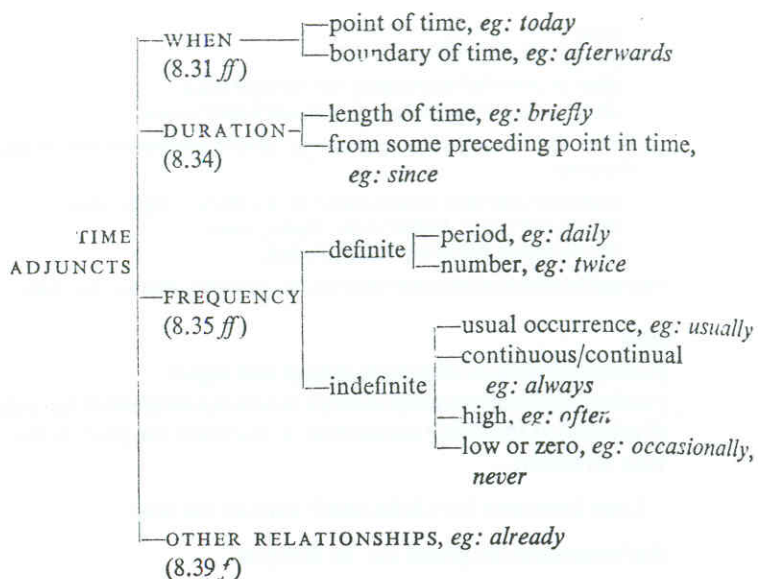 WHEN
(8.31 ff)
point of time, eg: today
boundary of time, eg: afterwards
DURATION
(8.34)
length of time, eg: briefly
from some preceding point in time,
eg: since
TIME
ADJUNCTS
FREQUENCY
(8.35 ff)
definite
period, eg: daily
number, eg: twice
indefinite
usual occurrence, eg: usually
continuous/continual
eg: always
high, eg: often
low or zero, eg: occasionally,
never
OTHER RELATIONSHIPS, eg: already
(8.39 f)